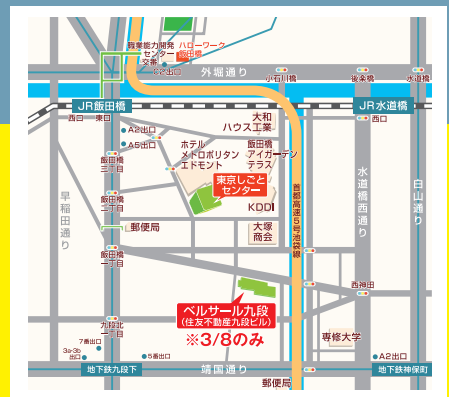 職業能力開発
センター
交番
ハローワーク
飯田橋
C2出口
外堀通り
小石川橋
後楽橋
水道橋
JR飯田橋
JR水道橋
西口
東口
西口
大和
ハウス工業
A2出口
A5出口
ホテル
メトロポリタン
エドモント
飯田橋
アイガーデン
テラス
飯田橋
三丁目
東京しごと
センター
水道橋西通り
白山通り
早稲田通り
飯田橋
二丁目
KDDI
首都高速5号池袋線
郵便局
大塚
商会
飯田橋
一丁目
西神田
ベルサール九段
(住友不動産九段ビル)
※3/8のみ
九段北
一丁目
専修大学
7番出口
3a・3b
出口
5番出口
A2出口
地下鉄九段下
靖国通り
地下鉄神保町
郵便局